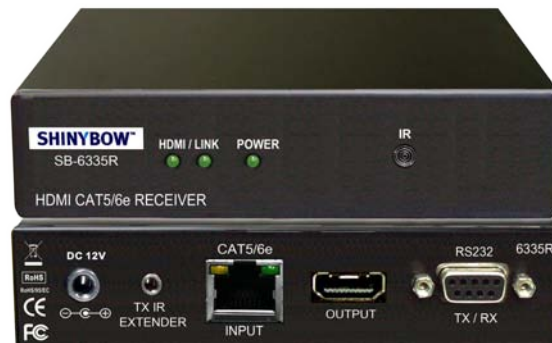 SHINYBOW™
SB-6335R
HDMI / LINK POWER
IR
HDMI CAT5/6e RECEIVER
DC 12V
CAT5/6e
RS232 6335R
RoHS
TX IR
EXTENDER
INPUT
OUTPUT
TX / RX
CE
FC